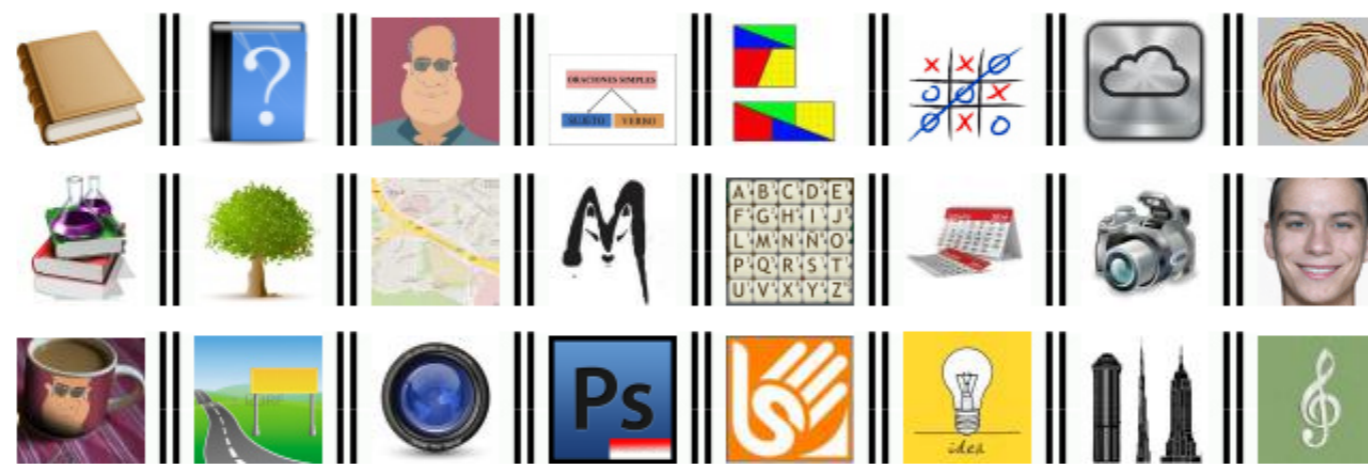 ?
ORACIONES SIMPLES
SUJETO VERBO
X X O
O O X
O X O
M
A B C D E
F G H I J
L M N Ñ O
P Q R S T
U V X Y Z
Ps
idea